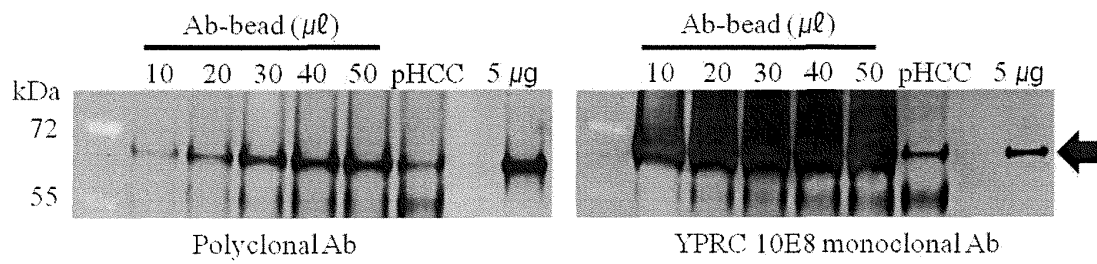 Ab-bead (μℓ) Ab-bead (μℓ)
10 20 30 40 50 pHCC 5 μg 10 20 30 40 50 pHCC 5 μg
kDa
72
55
Polyclonal Ab YPRC 10E8 monoclonal Ab